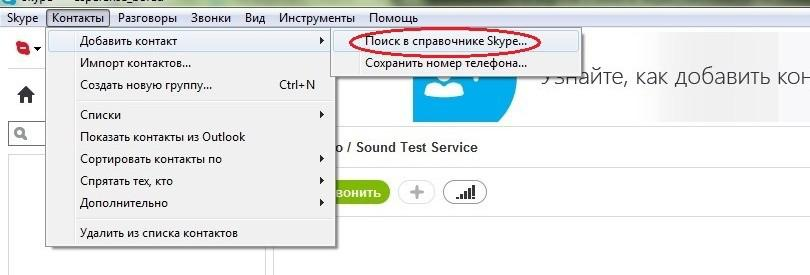 Skype Контакты Разговоры Звонки Вид Инструменты Помощь
Добавить контакт
Импорт контактов...
Создать новую группу... Ctrl+N
Списки
Показать контакты из Outlook
Сортировать контакты по
Спрятать тех, кто
Дополнительно
Удалить из списка контактов
Поиск в справочнике Skype...
Сохранить номер телефона...
Узнайте, как добавить кон
o / Sound Test Service
вонить